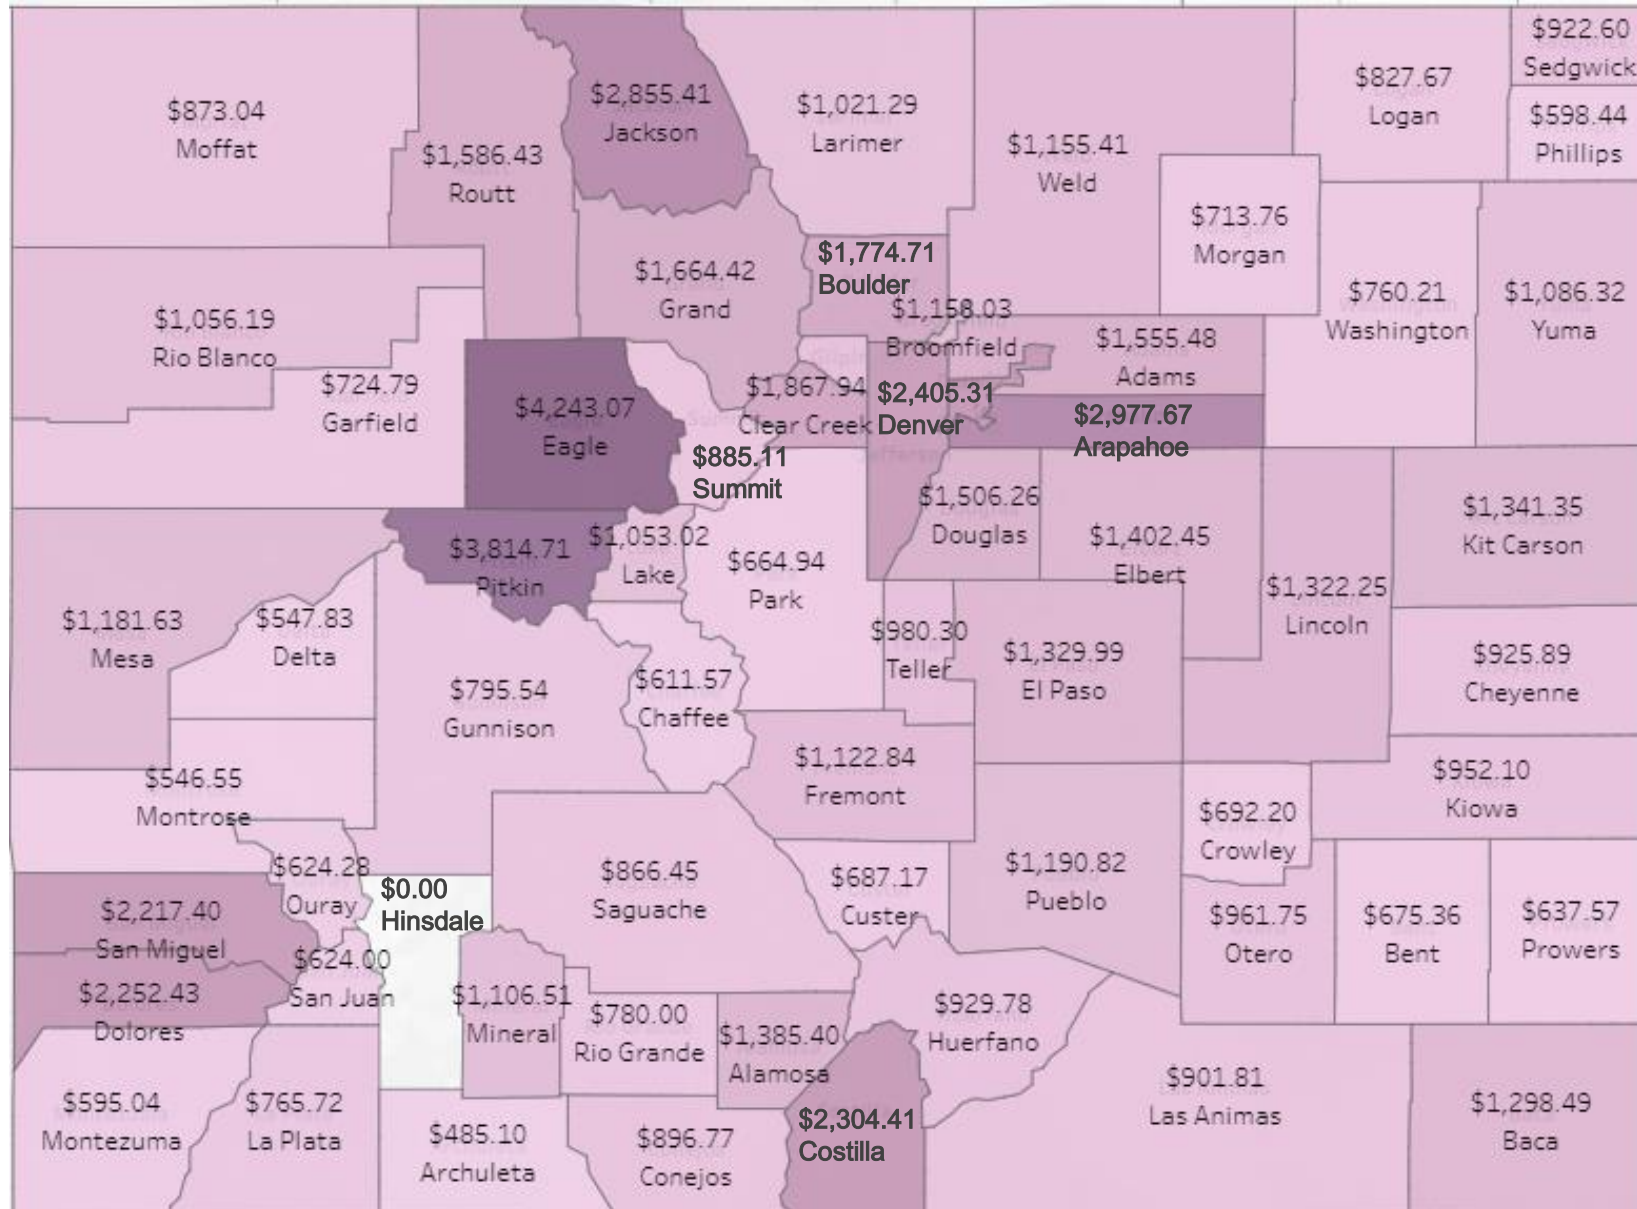 $922.60
Sedgwick
$873.04
Moffat
$2,855.41
Jackson
$1,021.29
Larimer
$827.67
Logan
$598.44
Phillips
$1,586.43
Routt
$1,155.41
Weld
$713.76
Morgan
$1,664.42
Grand
$1,774.71
Boulder
$760.21
Washington
$1,086.32
Yuma
$1,056.19
Rio Blanco
$1,158.03
Broomfield
$1,555.48
Adams
$724.79
Garfield
$4,243.07
Eagle
$1,867.94
Clear Creek
$2,405.31
Denver
$2,977.67
Arapahoe
$885.11
Summit
$1,506.26
Douglas
$1,341.35
Kit Carson
$3,814.71
Pitkin
$1,053.02
Lake
$664.94
Park
$1,402.45
Elbert
$1,322.25
Lincoln
$1,181.63
Mesa
$547.83
Delta
$980.30
Teller
$1,329.99
El Paso
$925.89
Cheyenne
$795.54
Gunnison
$611.57
Chaffee
$546.55
Montrose
$1,122.84
Fremont
$952.10
Kiowa
$692.20
Crowley
$624.28
Ouray
$0.00
Hinsdale
$866.45
Saguache
$687.17
Custer
$1,190.82
Pueblo
$2,217.40
San Miguel
$961.75
Otero
$675.36
Bent
$637.57
Prowers
$624.00
San Juan
$2,252.43
Dolores
$1,106.51
Mineral
$780.00
Rio Grande
$1,385.40
Alamosa
$929.78
Huerfano
$595.04
Montezuma
$765.72
La Plata
$485.10
Archuleta
$896.77
Conejos
$2,304.41
Costilla
$901.81
Las Animas
$1,298.49
Baca